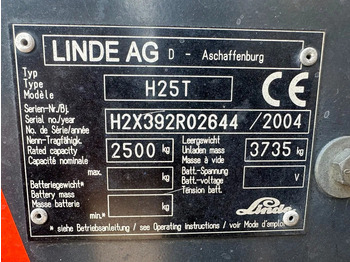 LINDE AG D - Aschaffenburg
Typ
Type
Modèle
H25T
CE
Serien-Nr/Bj.
Serial no./year
No. de Série/année
H2X392R02644 / 2004
Nenn-Tragfähigk.
Rated capacity
Capacité nominale
2500 kg
Leergewicht
Unladen mass
Masse à vide
3735 kg
max. kg
Batteriegewicht*
Battery mass
Masse batterie
min.* kg
Batt.-Spannung
Batt.-voltage
Tension batt.
V
Linde
* siehe Betriebsanleitung / see Operating Instructions / voir Mode d'emploi